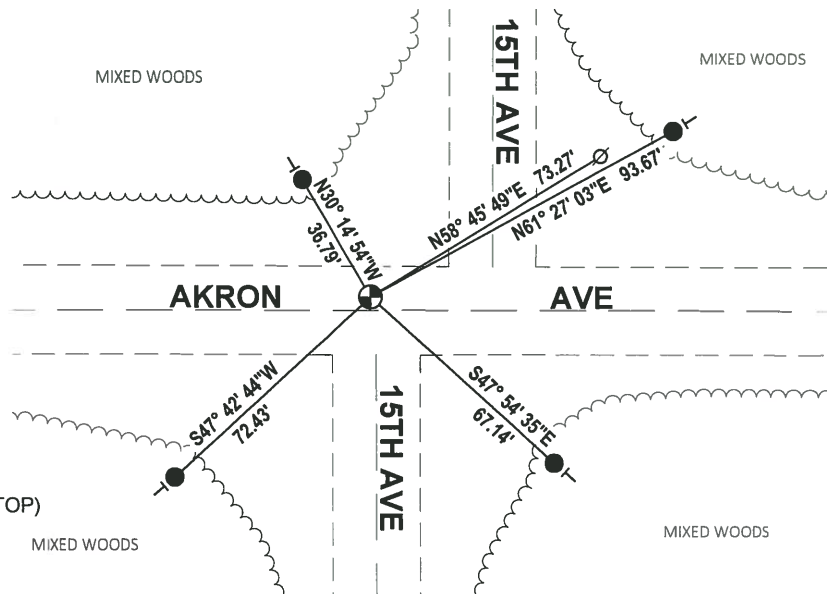 MIXED WOODS
15TH AVE
MIXED WOODS
N58° 45' 49"E 73.27'
N61° 27' 03"E 93.67'
N30° 14' 54"W
36.79'
AKRON AVE
S47° 42' 44"W
72.43'
S47° 54' 35"E
67.14'
15TH AVE
TOP)
MIXED WOODS
MIXED WOODS